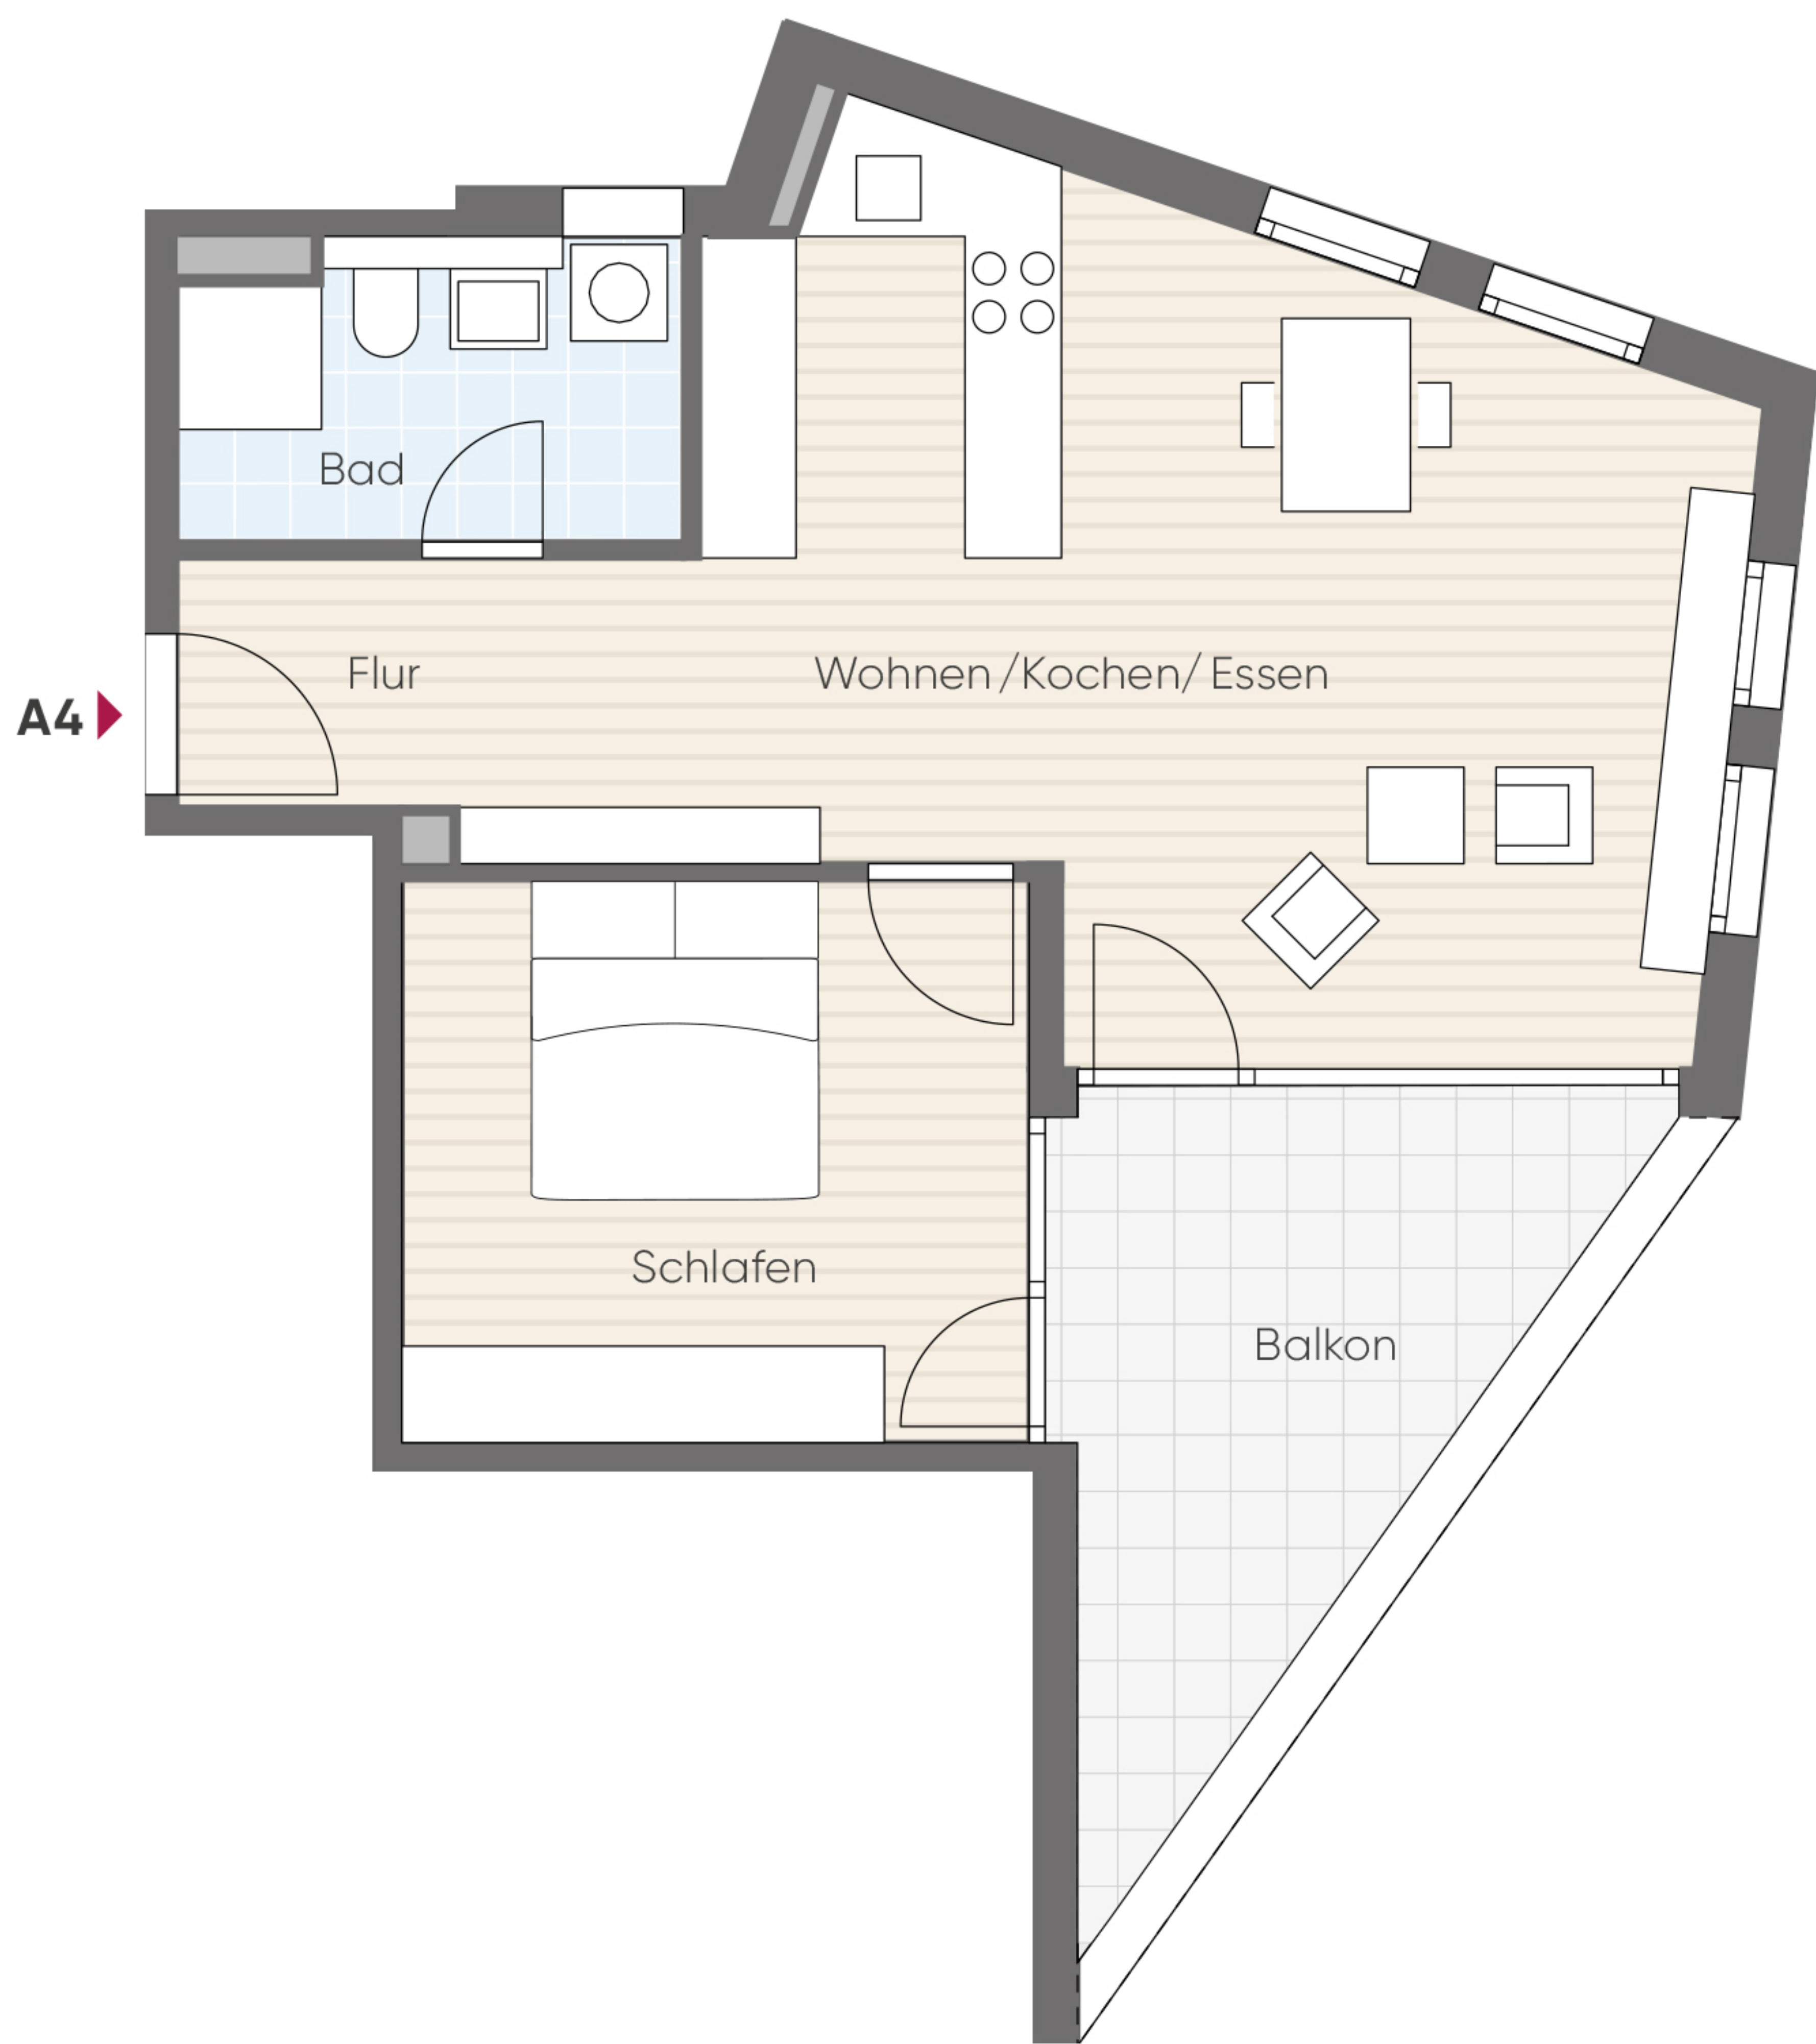 Bad
Flur
Wohnen/Kochen/ Essen
A4
Schlafen
Balkon